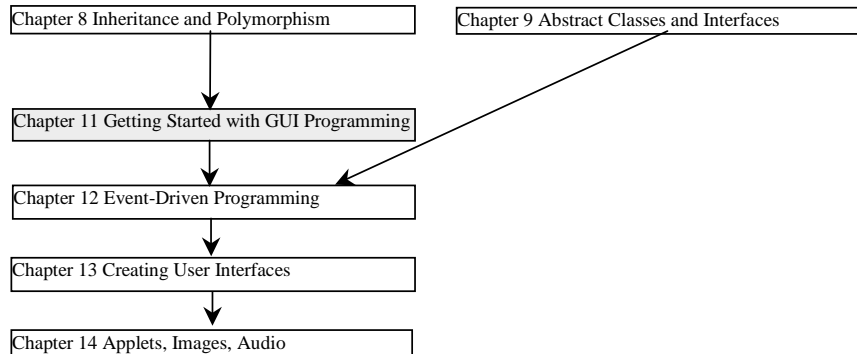 Chapter 8 Inheritance and Polymorphism
Chapter 9 Abstract Classes and Interfaces
Chapter 11 Getting Started with GUI Programming
Chapter 12 Event-Driven Programming
Chapter 13 Creating User Interfaces
Chapter 14 Applets, Images, Audio